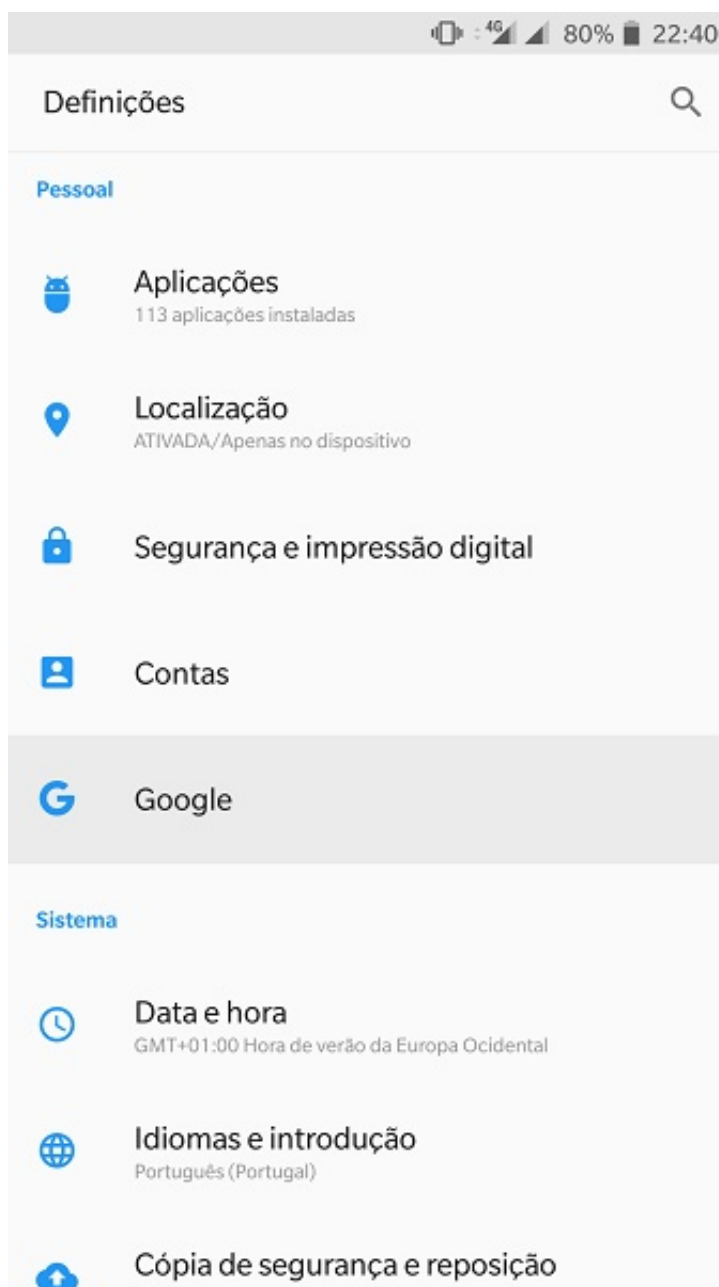 4G 80% 22:40
Definições
Pessoal
Aplicações
113 aplicações instaladas
Localização
ATIVADA/Apenas no dispositivo
Segurança e impressão digital
Contas
G Google
Sistema
Data e hora
GMT+01:00 Hora de verão da Europa Ocidental
Idiomas e introdução
Português (Portugal)
Cópia de segurança e reposição